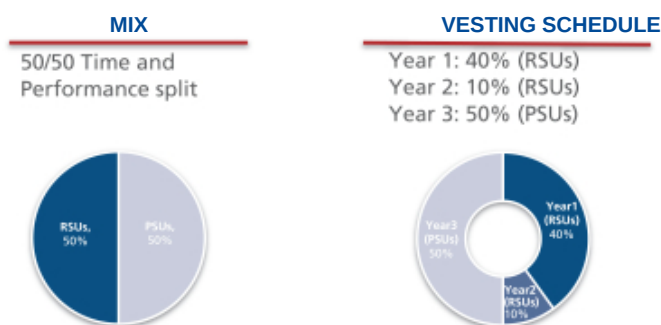 MIX
50/50 Time and
Performance split
RSUs,
50%
PSUs,
50%
VESTING SCHEDULE
Year 1: 40% (RSUs)
Year 2: 10% (RSUs)
Year 3: 50% (PSUs)
Year1
(RSUs)
40%
Year3
(PSUs)
50%
Year2
(RSUs)
10%